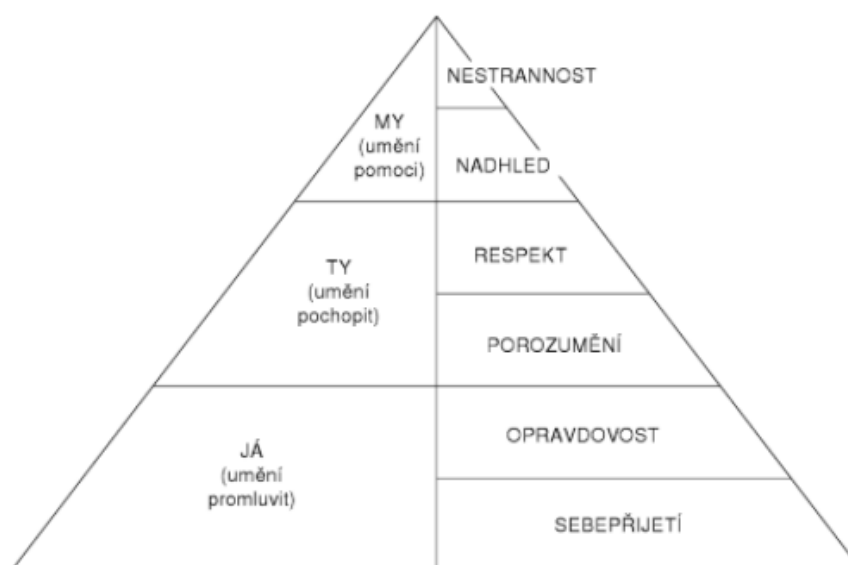 NESTRANNOST
MY
(umění
pomoci)
NADHLED
RESPEKT
TY
(umění
pochopit)
POROZUMĚNÍ
OPRAVDOVOST
JÁ
(umění
promluvit)
SEBEPŘIJETÍ